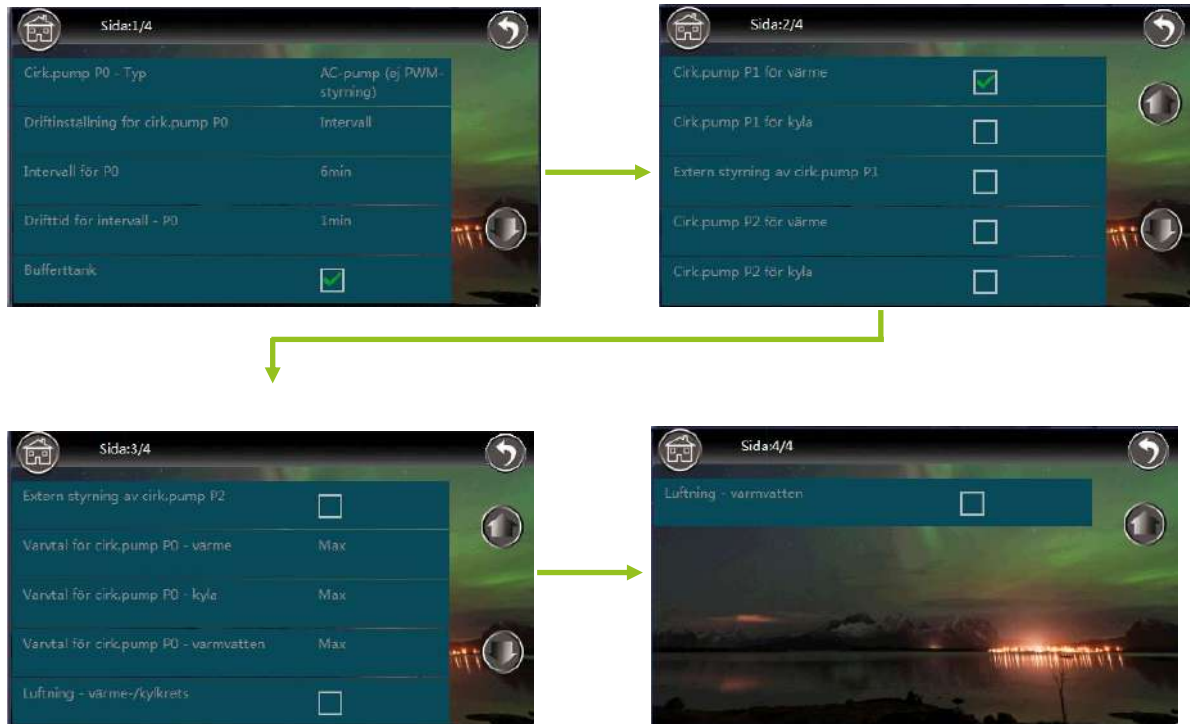 Sida:1/4
Cirk.pump P0 - Typ
AC-pump (ej PWM-
styrning)
Driftinställning för cirk.pump P0
Intervall
Intervall för P0
6min
Drifttid för intervall - P0
1min
Bufferttank
Sida:2/4
Cirk.pump P1 för värme
Cirk.pump P1 för kyla
Extern styrning av cirk.pump P1
Cirk.pump P2 för värme
Cirk.pump P2 för kyla
Sida:3/4
Extern styrning av cirk.pump P2
Varvtal för cirk.pump P0 - värme
Max
Varvtal för cirk.pump P0 - kyla
Max
Varvtal för cirk.pump P0 - varmvatten
Max
Luftning - värme-/kylkrets
Sida:4/4
Luftning - varmvatten